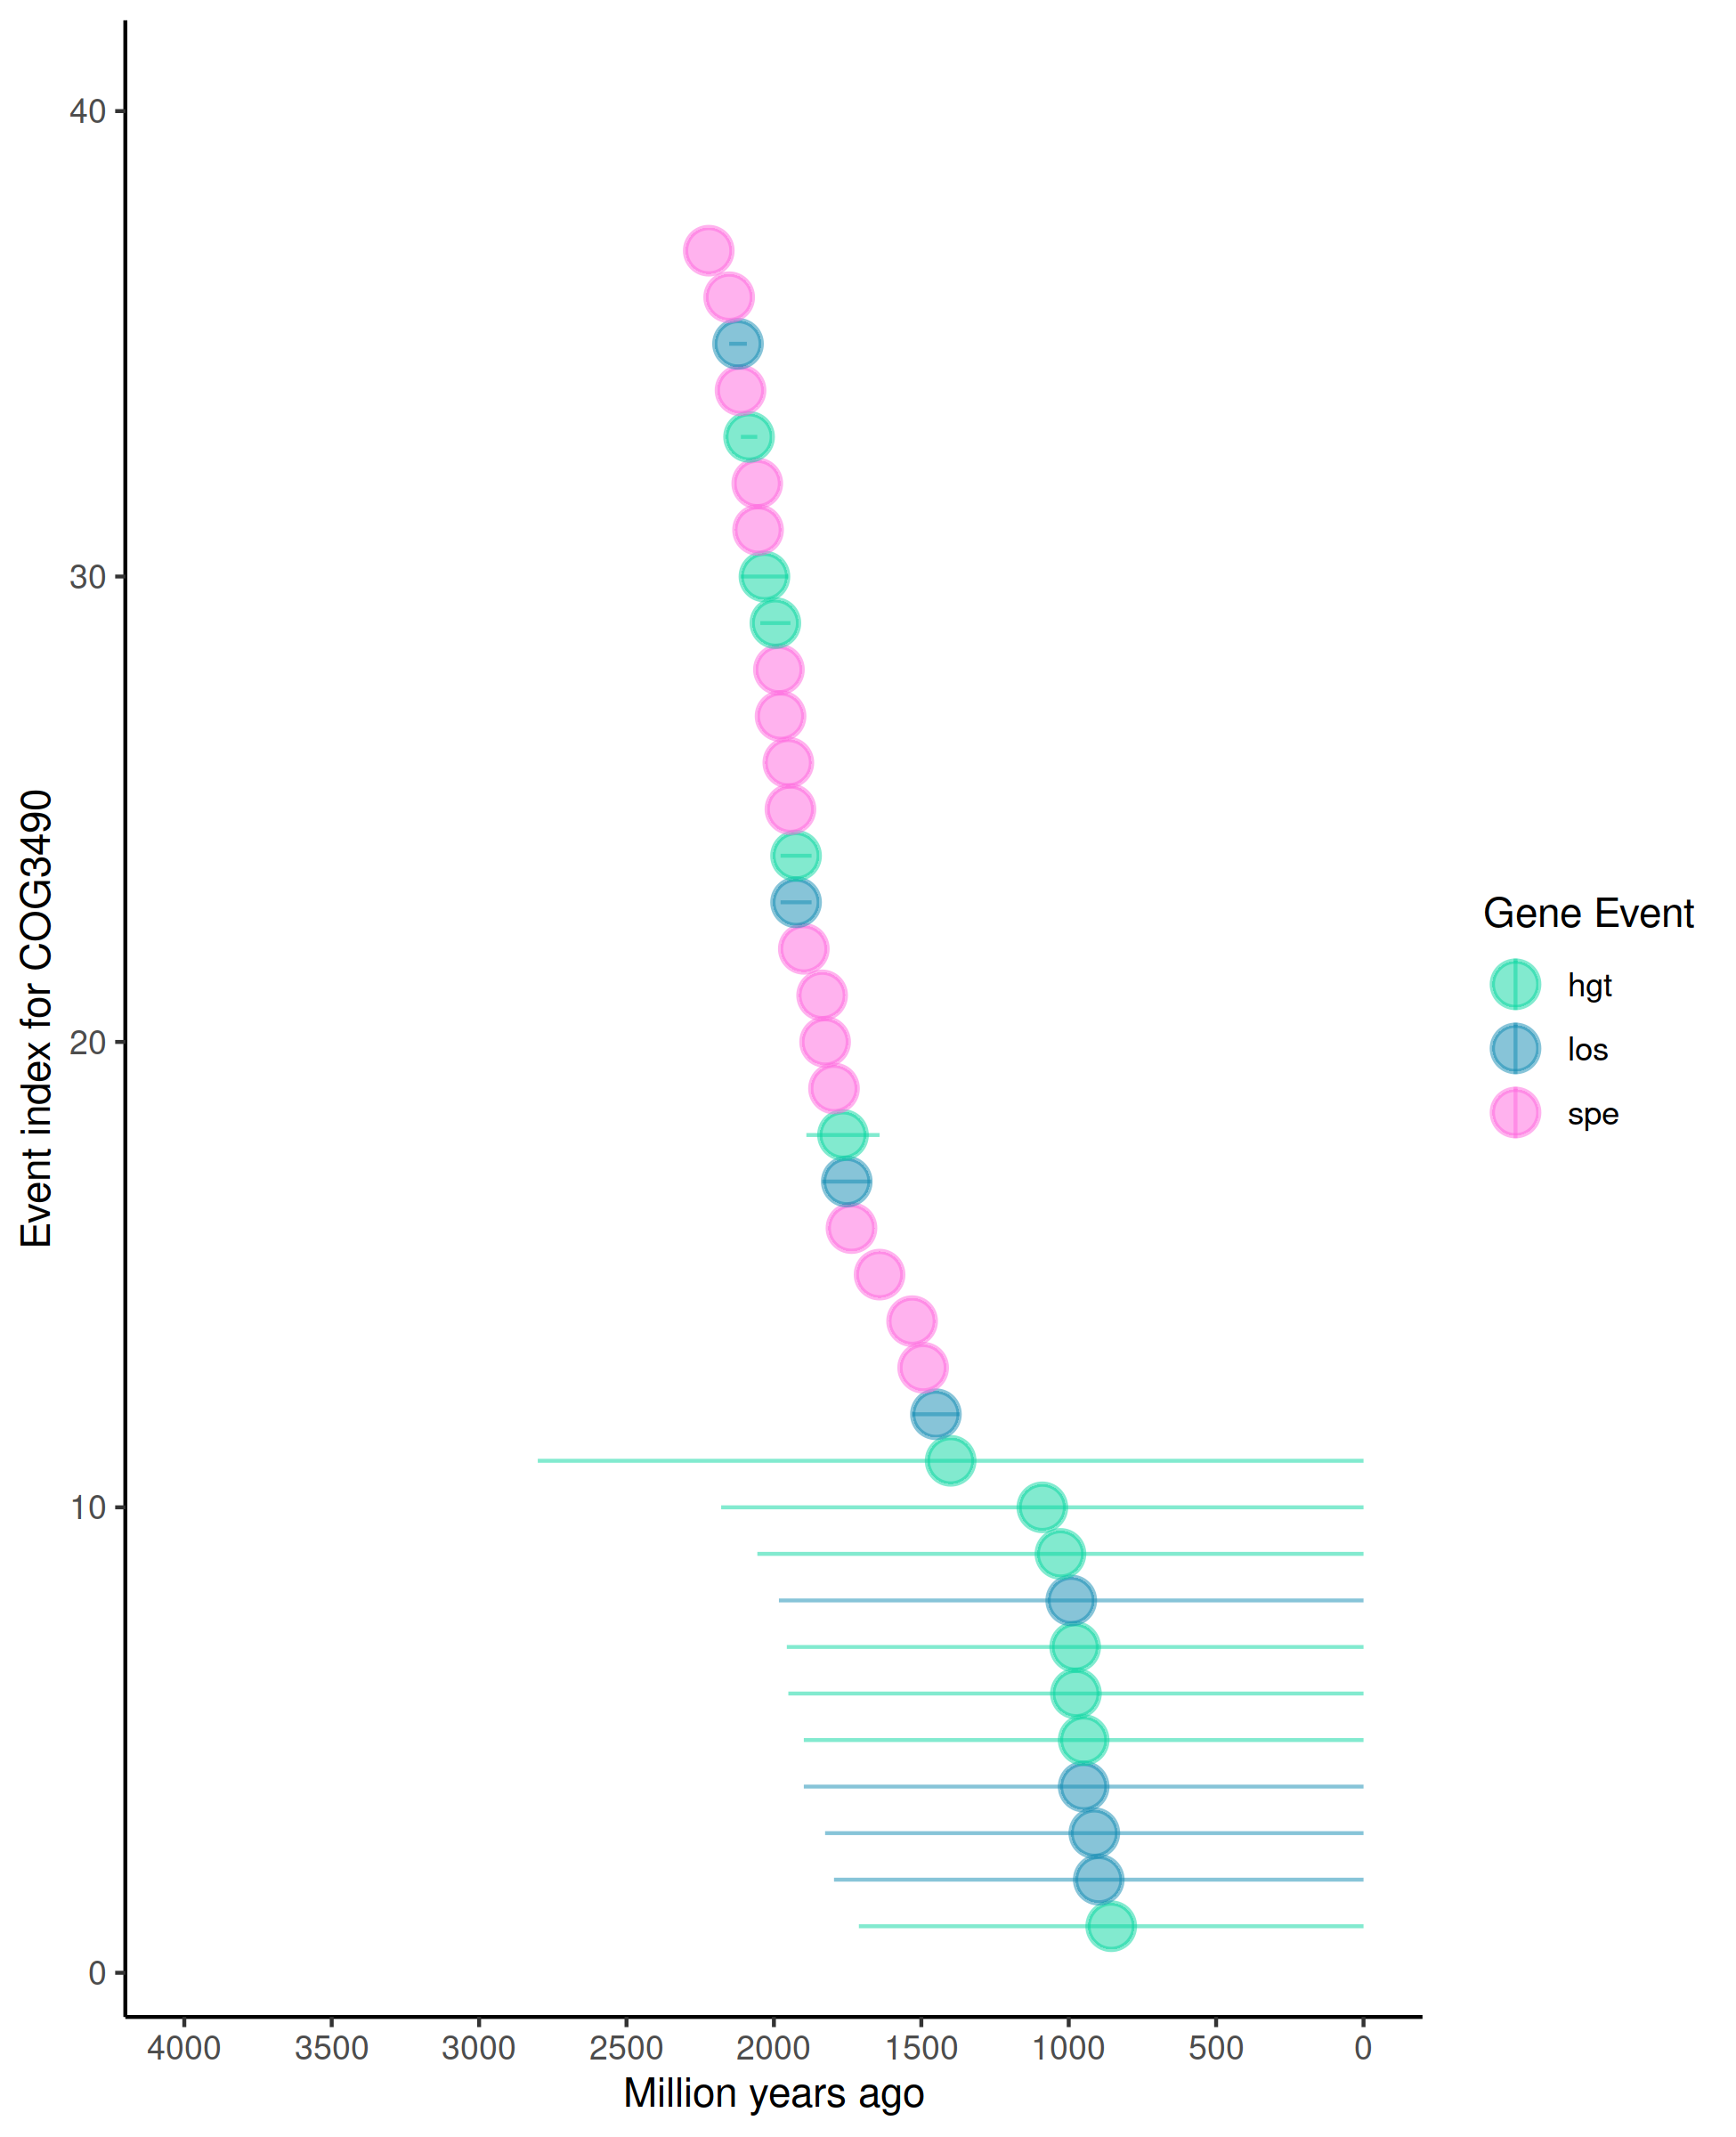 40
30
20
10
0
Event index for COG3490
4000 3500 3000 2500 2000 1500 1000 500 0
Million years ago
Gene Event
hgt
los
spe